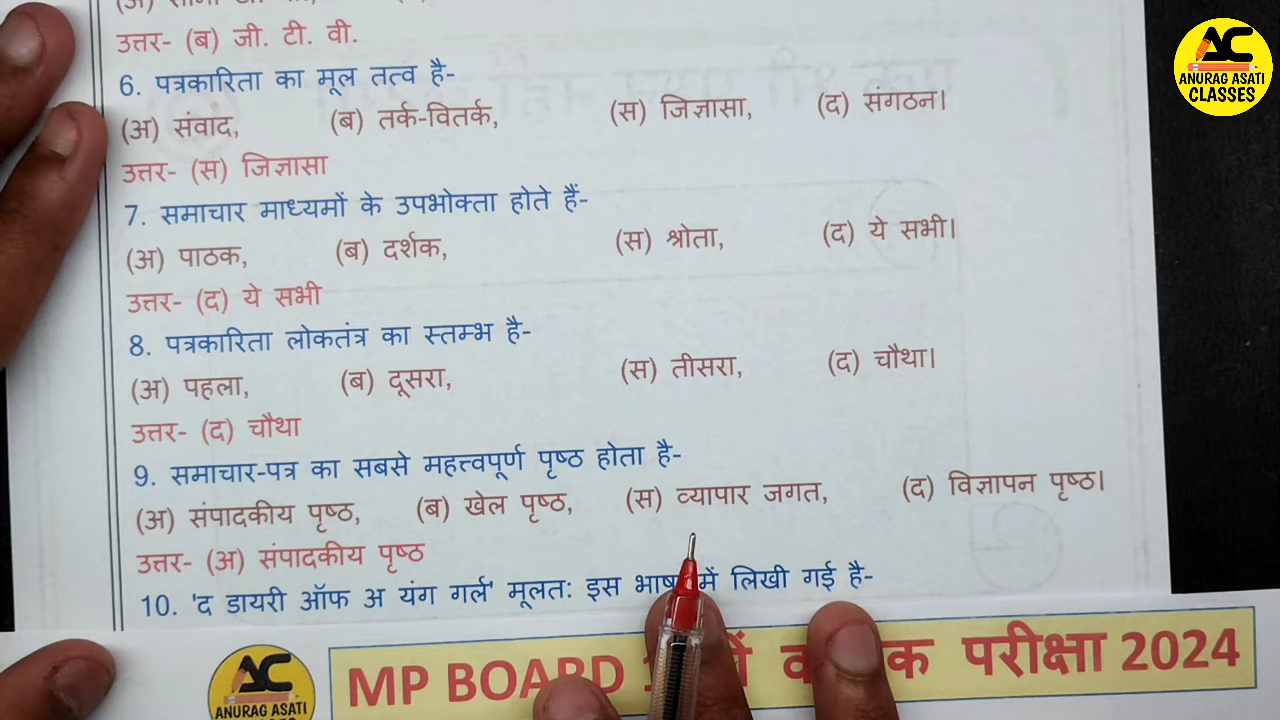 उत्तर- (ब) जी. टी. वी.
6. पत्रकारिता का मूल तत्व है-
(अ) संवाद, (ब) तर्क-वितर्क, (स) जिज्ञासा, (द) संगठन।
उत्तर- (स) जिज्ञासा
7. समाचार माध्यमों के उपभोक्ता होते हैं-
(अ) पाठक, (ब) दर्शक, (स) श्रोता, (द) ये सभी।
उत्तर- (द) ये सभी
8. पत्रकारिता लोकतंत्र का स्तम्भ है-
(अ) पहला, (ब) दूसरा, (स) तीसरा, (द) चौथा।
उत्तर- (द) चौथा
9. समाचार-पत्र का सबसे महत्त्वपूर्ण पृष्ठ होता है-
(अ) संपादकीय पृष्ठ, (ब) खेल पृष्ठ, (स) व्यापार जगत, (द) विज्ञापन पृष्ठ।
उत्तर- (अ) संपादकीय पृष्ठ
10. 'द डायरी ऑफ अ यंग गर्ल' मूलतः इस में लिखी गई है-
MP BOARD परीक्षा 2024
AC
ANURAG ASATI
AC
ANURAG ASATI
CLASSES